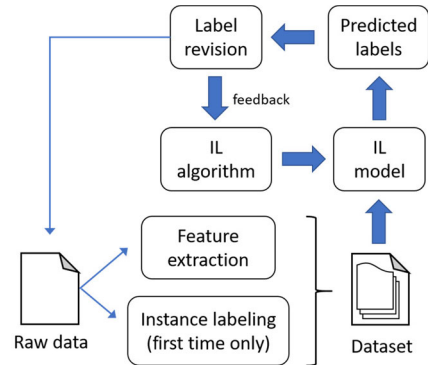 Label
revision
Predicted
labels
feedback
IL
algorithm
IL
model
Feature
extraction
Instance labeling
(first time only)
Raw data
Dataset